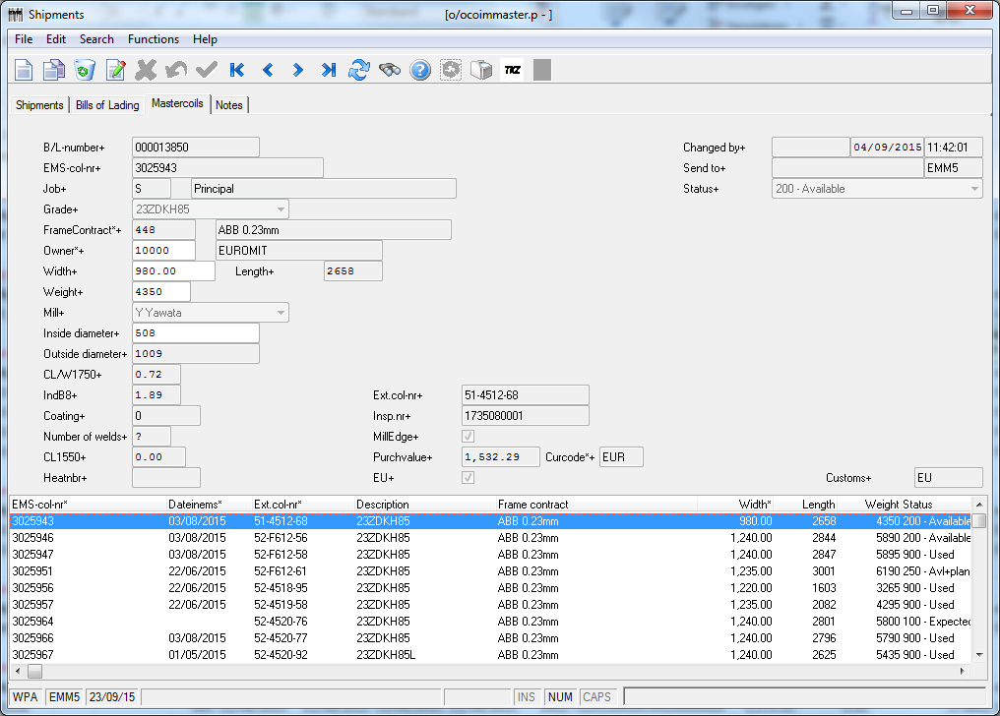 Shipments [o/ocoimmaster.p - ]
File Edit Search Functions Help
TKZ
Shipments Bills of Lading Mastercoils Notes
B/L-number+ 000013850 Changed by+ 04/09/2015 11:42:01
EMS-col-nr+ 3025943 Send to+ EMM5
Job+ S Principal Status+ 200 - Available
Grade+ 23ZDKH85
FrameContract*+ 448 ABB 0.23mm
Owner*+ 10000 EUROMIT
Width+ 980.00 Length+ 2658
Weight+ 4350
Mill+ Y Yawata
Inside diameter+ 508
Outside diameter+ 1009
CL/W1750+ 0.72
IndB8+ 1.89 Ext.col-nr+ 51-4512-68
Coating+ 0 Insp.nr+ 1735080001
Number of welds+ ? MillEdge+
CL1550+ 0.00 Purchvalue+ 1,532.29 Curcode*+ EUR
Heatnbr+ EU+ Customs+ EU
EMS-col-nr* Dateinems* Ext.col-nr* Description Frame contract Width* Length Weight Status
3025943 03/08/2015 51-4512-68 23ZDKH85 ABB 0.23mm 980.00 2658 4350 200 - Available
3025946 03/08/2015 52-F612-56 23ZDKH85 ABB 0.23mm 1,240.00 2844 5890 200 - Available
3025947 03/08/2015 52-F612-58 23ZDKH85 ABB 0.23mm 1,240.00 2847 5895 900 - Used
3025951 22/06/2015 52-F612-61 23ZDKH85 ABB 0.23mm 1,235.00 3001 6190 250 - Avl+plan
3025956 22/06/2015 52-4518-95 23ZDKH85 ABB 0.23mm 1,220.00 1603 3265 900 - Used
3025957 22/06/2015 52-4519-58 23ZDKH85 ABB 0.23mm 1,235.00 2082 4295 900 - Used
3025964 52-4520-76 23ZDKH85 ABB 0.23mm 1,240.00 2801 5800 100 - Expected
3025966 03/08/2015 52-4520-77 23ZDKH85 ABB 0.23mm 1,240.00 2796 5790 900 - Used
3025967 01/05/2015 52-4520-92 23ZDKH85L ABB 0.23mm 1,240.00 2625 5435 900 - Used
WPA EMM5 23/09/15 INS NUM CAPS